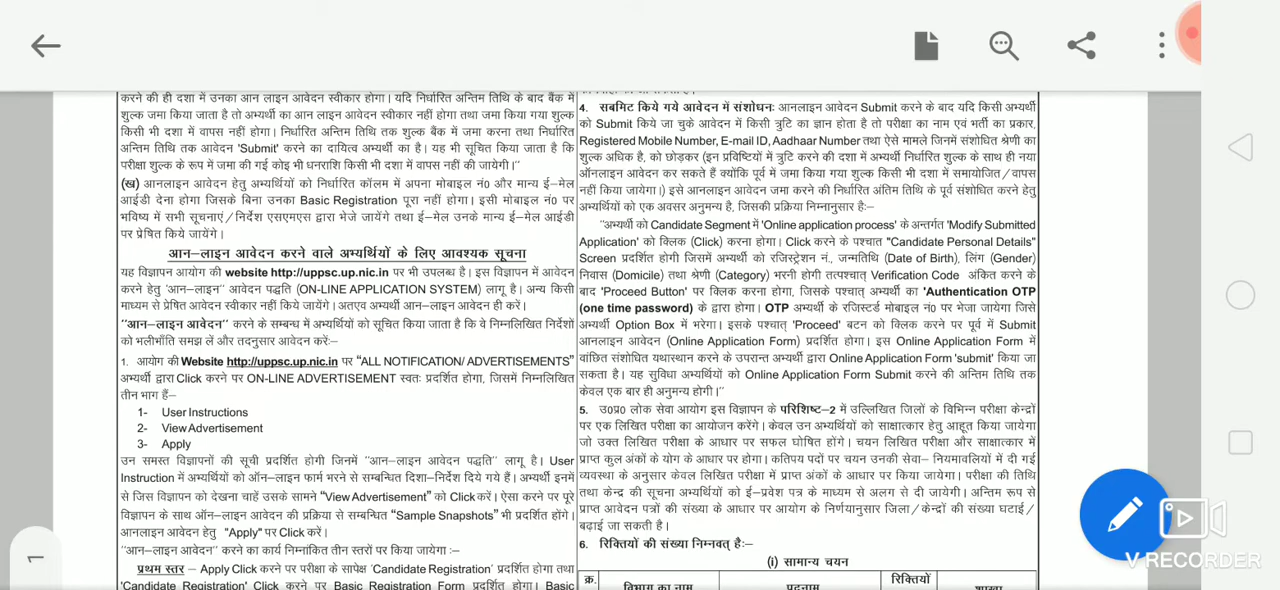 करने की ही दशा में उनका आन लाइन आवेदन स्वीकार होगा। यदि निर्धारित अन्तिम तिथि के बाद बैंक में
शुल्क जमा किया जाता है तो अभ्यर्थी का आन लाइन आवेदन स्वीकार नहीं होगा तथा जमा किया गया शुल्क
किसी भी दशा में वापस नहीं होगा। निर्धारित अन्तिम तिथि तक शुल्क बैंक में जमा करना तथा निर्धारित
अन्तिम तिथि तक आवेदन 'Submit' करने का दायित्व अभ्यर्थी का है। यह भी सूचित किया जाता है कि
परीक्षा शुल्क के रूप में जमा की गई कोई भी धनराशि किसी भी दशा में वापस नहीं की जायेगी।"
(ख) आनलाइन आवेदन हेतु अभ्यर्थियों को निर्धारित कॉलम में अपना मोबाइल नं0 और मान्य ई–मेल
आईडी देना होगा जिसके बिना उनका Basic Registration पूरा नहीं होगा। इसी मोबाइल नं0 पर
भविष्य में सभी सूचनाएं/निर्देश एसएमएस द्वारा भेजे जायेंगे तथा ई–मेल उनके मान्य ई–मेल आईडी
पर प्रेषित किये जायेंगे।
आन–लाइन आवेदन करने वाले अभ्यर्थियों के लिए आवश्यक सूचना
यह विज्ञापन आयोग की website http://uppsc.up.nic.in पर भी उपलब्ध है। इस विज्ञापन में आवेदन
करने हेतु 'आन–लाइन' आवेदन पद्धति (ON-LINE APPLICATION SYSTEM) लागू है। अन्य किसी
माध्यम से प्रेषित आवेदन स्वीकार नहीं किये जायेंगे। अतएव अभ्यर्थी आन–लाइन आवेदन ही करें।
"आन–लाइन आवेदन" करने के सम्बन्ध में अभ्यर्थियों को सूचित किया जाता है कि वे निम्नलिखित निर्देशों
को भलीभाँति समझ लें और तदनुसार आवेदन करें:–
1. आयोग की Website http://uppsc.up.nic.in पर "ALL NOTIFICATION/ ADVERTISEMENTS"
अभ्यर्थी द्वारा Click करने पर ON-LINE ADVERTISEMENT स्वतः प्रदर्शित होगा, जिसमें निम्नलिखित
तीन भाग हैं–
1- User Instructions
2- View Advertisement
3- Apply
उन समस्त विज्ञापनों की सूची प्रदर्शित होगी जिनमें "आन–लाइन आवेदन पद्धति" लागू है। User
Instruction में अभ्यर्थियों को ऑन–लाइन फार्म भरने से सम्बन्धित दिशा–निर्देश दिये गये हैं। अभ्यर्थी इनमें
से जिस विज्ञापन को देखना चाहें उसके सामने "View Advertisement" को Click करें। ऐसा करने पर पूरे
विज्ञापन के साथ ऑन–लाइन आवेदन की प्रक्रिया से सम्बन्धित "Sample Snapshots" भी प्रदर्शित होंगे।
आनलाइन आवेदन हेतु "Apply" पर Click करें।
"आन–लाइन आवेदन" करने का कार्य निम्नांकित तीन स्तरों पर किया जायेगा :–
प्रथम स्तर – Apply Click करने पर परीक्षा के सापेक्ष 'Candidate Registration' प्रदर्शित होगा तथा
'Candidate Registration' Click करने पर Basic Registration Form प्रदर्शित होगा। Basic
4. सबमिट किये गये आवेदन में संशोधनः आनलाइन आवेदन Submit करने के बाद यदि किसी अभ्यर्थी
को Submit किये जा चुके आवेदन में किसी त्रुटि का ज्ञान होता है तो परीक्षा का नाम एवं भर्ती का प्रकार,
Registered Mobile Number, E-mail ID, Aadhaar Number तथा ऐसे मामले जिनमें संशोधित श्रेणी का
शुल्क अधिक है, को छोड़कर (इन प्रविष्टियों में त्रुटि करने की दशा में अभ्यर्थी निर्धारित शुल्क के साथ ही नया
ऑनलाइन आवेदन कर सकते हैं क्योंकि पूर्व में जमा किया गया शुल्क किसी भी दशा में समायोजित/वापस
नहीं किया जायेगा।) इसे आनलाइन आवेदन जमा करने की निर्धारित अंतिम तिथि के पूर्व संशोधित करने हेतु
अभ्यर्थियों को एक अवसर अनुमन्य है, जिसकी प्रक्रिया निम्नानुसार है:–
"अभ्यर्थी को Candidate Segment में 'Online application process' के अन्तर्गत 'Modify Submitted
Application' को क्लिक (Click) करना होगा। Click करने के पश्चात "Candidate Personal Details"
Screen प्रदर्शित होगी जिसमें अभ्यर्थी को रजिस्ट्रेशन नं., जन्मतिथि (Date of Birth), लिंग (Gender)
निवास (Domicile) तथा श्रेणी (Category) भरनी होगी तत्पश्चात् Verification Code अंकित करने के
बाद 'Proceed Button' पर क्लिक करना होगा, जिसके पश्चात् अभ्यर्थी का 'Authentication OTP
(one time password) के द्वारा होगा। OTP अभ्यर्थी के रजिस्टर्ड मोबाइल नं0 पर भेजा जायेगा जिसे
अभ्यर्थी Option Box में भरेगा। इसके पश्चात् 'Proceed' बटन को क्लिक करने पर पूर्व में Submit
आनलाइन आवेदन (Online Application Form) प्रदर्शित होगा। इस Online Application Form में
वांछित संशोधित यथास्थान करने के उपरान्त अभ्यर्थी द्वारा Online Application Form 'submit' किया जा
सकता है। यह सुविधा अभ्यर्थियों को Online Application Form Submit करने की अन्तिम तिथि तक
केवल एक बार ही अनुमन्य होगी।"
5. उ0प्र0 लोक सेवा आयोग इस विज्ञापन के परिशिष्ट–2 में उल्लिखित जिलों के विभिन्न परीक्षा केन्द्रों
पर एक लिखित परीक्षा का आयोजन करेंगे। केवल उन अभ्यर्थियों को साक्षात्कार हेतु आहूत किया जायेगा
जो उक्त लिखित परीक्षा के आधार पर सफल घोषित होंगे। चयन लिखित परीक्षा और साक्षात्कार में
प्राप्त कुल अंकों के योग के आधार पर होगा। कतिपय पदों पर चयन उनकी सेवा– नियमावलियों में दी गई
व्यवस्था के अनुसार केवल लिखित परीक्षा में प्राप्त अंकों के आधार पर किया जायेगा। परीक्षा की तिथि
तथा केन्द्र की सूचना अभ्यर्थियों को ई–प्रवेश पत्र के माध्यम से अलग से दी जायेगी। अन्तिम रूप से
प्राप्त आवेदन पत्रों की संख्या के आधार पर आयोग के निर्णयानुसार जिला/केन्द्रों की संख्या घटाई/
बढ़ाई जा सकती है।
6. रिक्तियों की संख्या निम्नवत् है:–
(i) सामान्य चयन
क्र. विभाग का नाम पदनाम रिक्तियों शाखा
1
V RECORDER